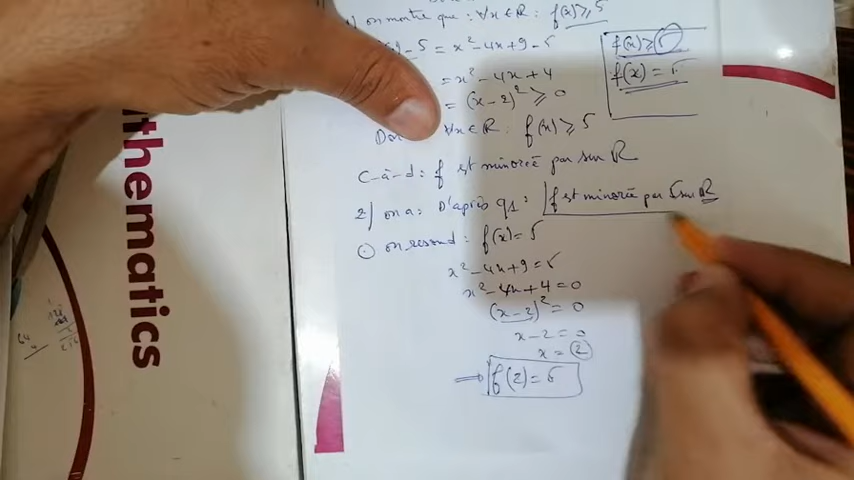 on montre que : ∀x∈ℝ : f(x)≥5
-5 = x²-4x+9-5
= x²-4x+4
= (x-2)² ≥ 0
∀x∈ℝ : f(x)≥5
c-à-d : f est minorée par sur ℝ
f(x)≥5
f(x)=5
2) on a : D'après q1 : f est minorée par 5 sur ℝ
on résoud : f(x)=5
x²-4x+9=5
x²-4x+4=0
(x-2)²=0
x-2=0
x=2
⇒ f(2)=5
Mathematics